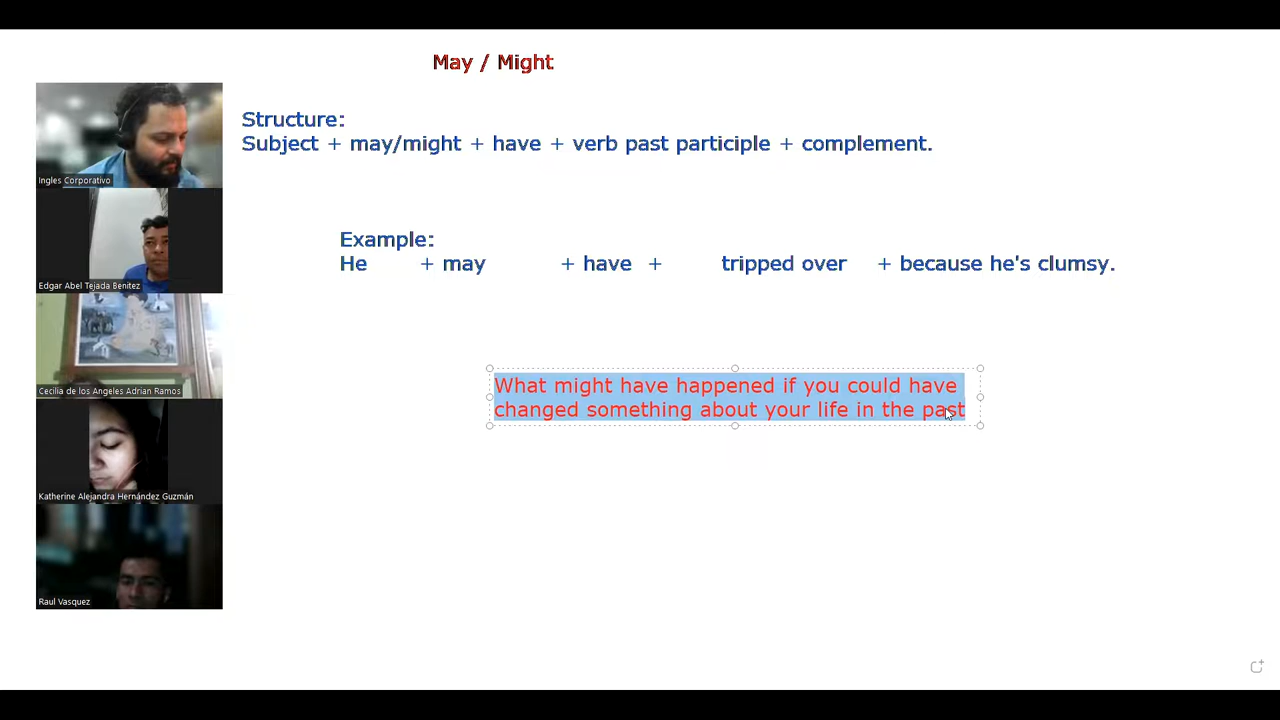 May / Might
Structure:
Subject + may/might + have + verb past participle + complement.
Example:
He + may + have + tripped over + because he's clumsy.
What might have happened if you could have
changed something about your life in the past
Ingles Corporativo
Edgar Abel Tejada Benitez
Cecilia de los Angeles Adrian Ramos
Katherine Alejandra Hernández Guzmán
Raul Vasquez